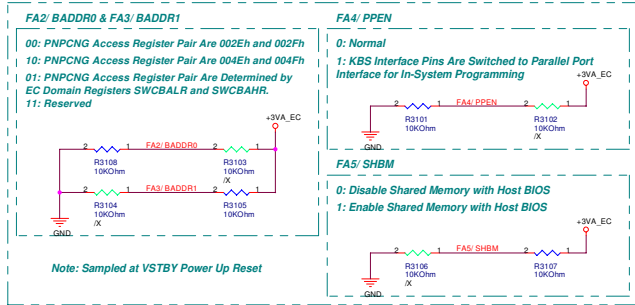 FA2/ BADDR0 & FA3/ BADDR1
00: PNPCNG Access Register Pair Are 002Eh and 002Fh
10: PNPCNG Access Register Pair Are 004Eh and 004Fh
01: PNPCNG Access Register Pair Are Determined by
EC Domain Registers SWCBALR and SWCBAHR.
11: Reserved
+3VA_EC
2 1 FA2/ BADDR0 2 1
R3108 R3103
10KOhm 10KOhm
/X
2 1 FA3/ BADDR1 2 1
R3104 R3105
10KOhm 10KOhm
/X
GND
Note: Sampled at VSTBY Power Up Reset
FA4/ PPEN
0: Normal
1: KBS Interface Pins Are Switched to Parallel Port
Interface for In-System Programming
+3VA_EC
2 1 FA4/ PPEN 2 1
R3101 R3102
10KOhm 10KOhm
/X
GND
FA5/ SHBM
0: Disable Shared Memory with Host BIOS
1: Enable Shared Memory with Host BIOS
+3VA_EC
2 1 FA5/ SHBM 2 1
R3106 R3107
10KOhm 10KOhm
/X
GND